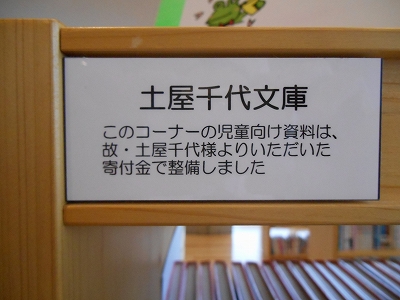 土屋千代文庫
このコーナーの児童向け資料は、
故・土屋千代様よりいただいた
寄付金で整備しました